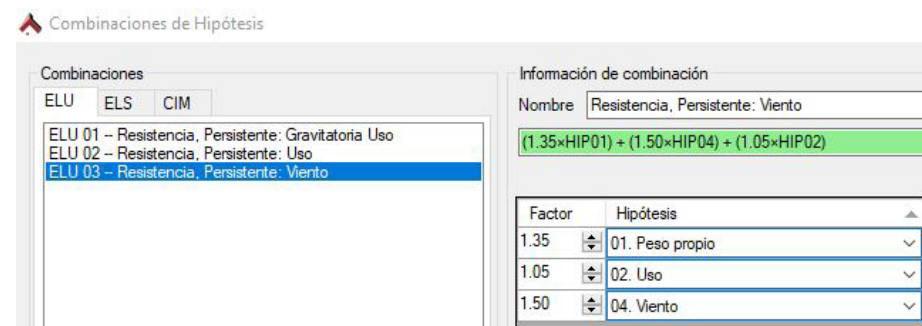 Combinaciones de Hipótesis
Combinaciones
ELU ELS CIM
ELU 01 -- Resistencia, Persistente: Gravitatoria Uso
ELU 02 -- Resistencia, Persistente: Uso
ELU 03 -- Resistencia, Persistente: Viento
Información de combinación
Nombre Resistencia, Persistente: Viento
(1.35×HIP01) + (1.50×HIP04) + (1.05×HIP02)
Factor Hipótesis
1.35 01. Peso propio
1.05 02. Uso
1.50 04. Viento